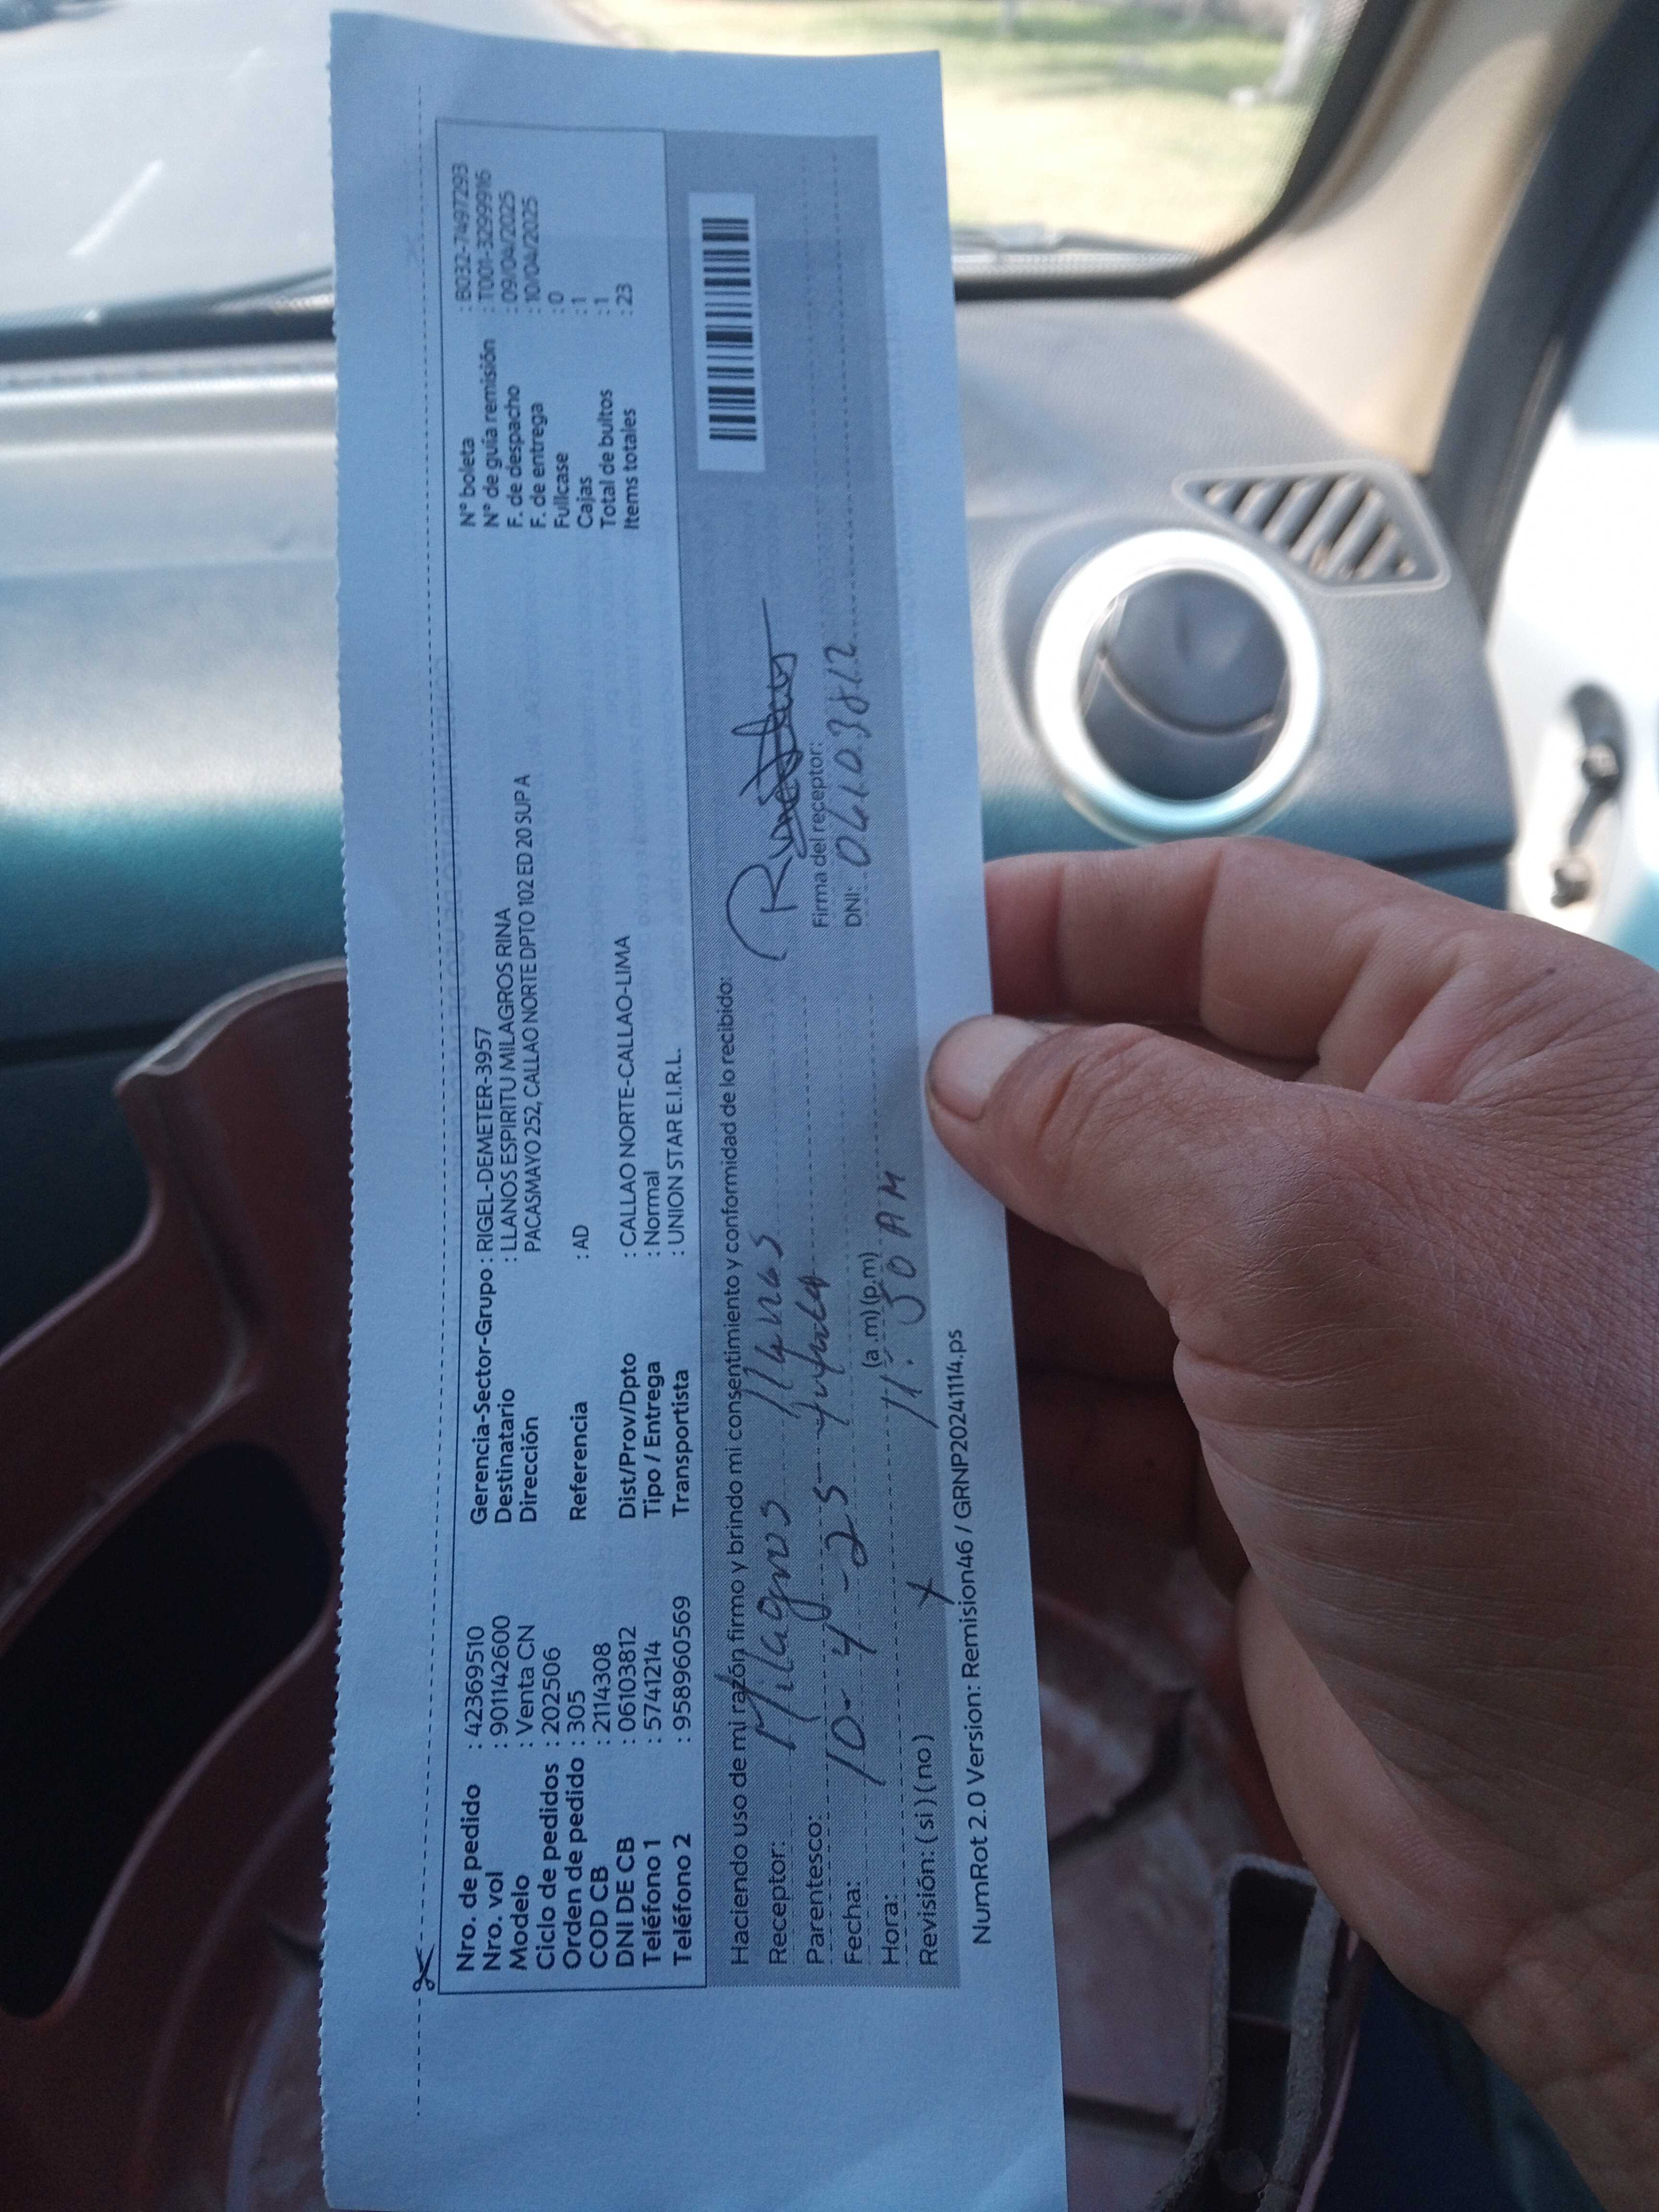 Nro. de pedido : 42369510
Nro. vol : 901142600
Modelo : Venta CN
Ciclo de pedidos : 202506
Orden de pedido : 305
COD CB : 2114308
DNI DE CB : 06103812
Teléfono 1 : 5741214
Teléfono 2 : 958960569
Gerencia-Sector-Grupo : RIGEL-DEMETER-3957
Destinatario : LLANOS ESPIRITU MILAGROS RINA
Dirección PACASMAYO 252, CALLAO NORTE DPTO 102 ED 20 SUP A
Referencia : AD
Dist/Prov/Dpto : CALLAO NORTE-CALLAO-LIMA
Tipo / Entrega : Normal
Transportista : UNION STAR E.I.R.L.
N° boleta : B032-7497293
N° de guía remisión : T001-32999916
F. de despacho : 09/04/2025
F. de entrega : 10/04/2025
Fullcase : 0
Cajas : 1
Total de bultos : 1
Items totales : 23
Haciendo uso de mi razón firmo y brindo mi consentimiento y conformidad de lo recibido:
Receptor: Milagros Llanos
Parentesco:
Fecha: 10-4-25
Hora: (a .m) (p.m) 11:50 AM
Revisión: ( si ) ( no ) X
Firma del receptor:
DNI: 06103812
NumRot 2.0 Version: Remision46 / GRNP20241114.ps